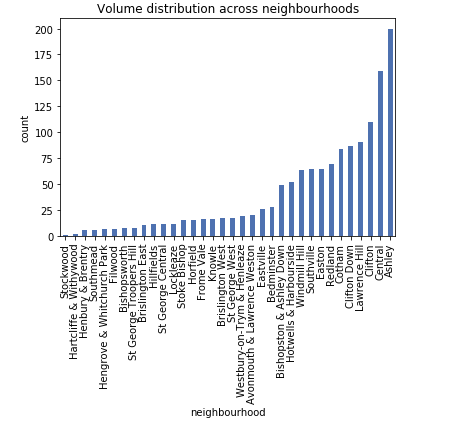 Volume distribution across neighbourhoods
200
175
150
125
100
75
50
25
0
count
Stockwood
Hartcliffe & Withywood
Henbury & Brentry
Southmead
Hengrove & Whitchurch Park
Filwood
Bishopsworth
St George Troopers Hill
Brislington East
Hillfields
St George Central
Lockleaze
Stoke Bishop
Horfield
Frome Vale
Knowle
Brislington West
St George West
Westbury-on-Trym & Henleaze
Avonmouth & Lawrence Weston
Eastville
Bedminster
Bishopston & Ashley Down
Hotwells & Harbourside
Windmill Hill
Southville
Easton
Redland
Cotham
Clifton Down
Lawrence Hill
Clifton
Central
Ashley
neighbourhood